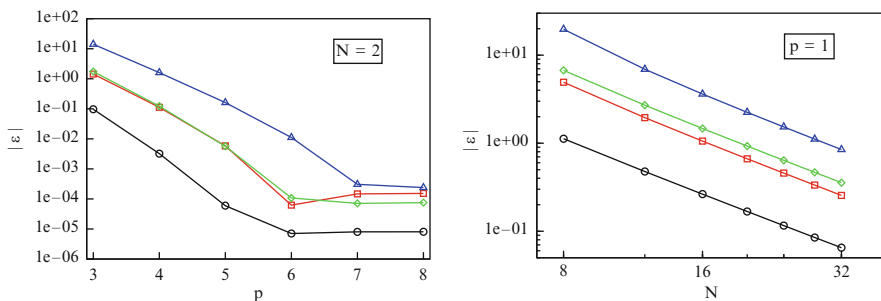 1e+02
1e+01
1e+00
1e-01
1e-02
1e-03
1e-04
1e-05
1e-06
| ε |
N = 2
3 4 5 6 7 8
p
1e+01
1e+00
1e-01
| ε |
p = 1
8 16 32
N